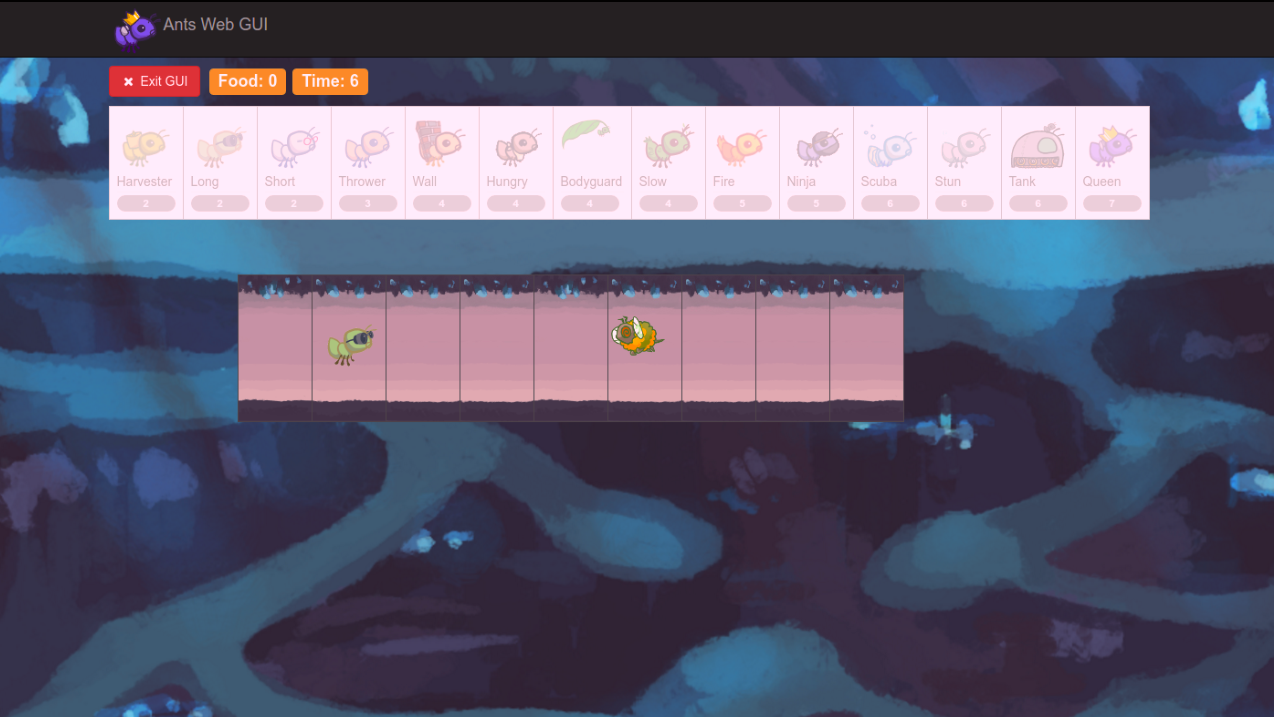 Ants Web GUI
✖ Exit GUI Food: 0 Time: 6
Harvester Long Short Thrower Wall Hungry Bodyguard Slow Fire Ninja Scuba Stun Tank Queen
2 2 2 3 4 4 4 4 5 5 6 6 6 7